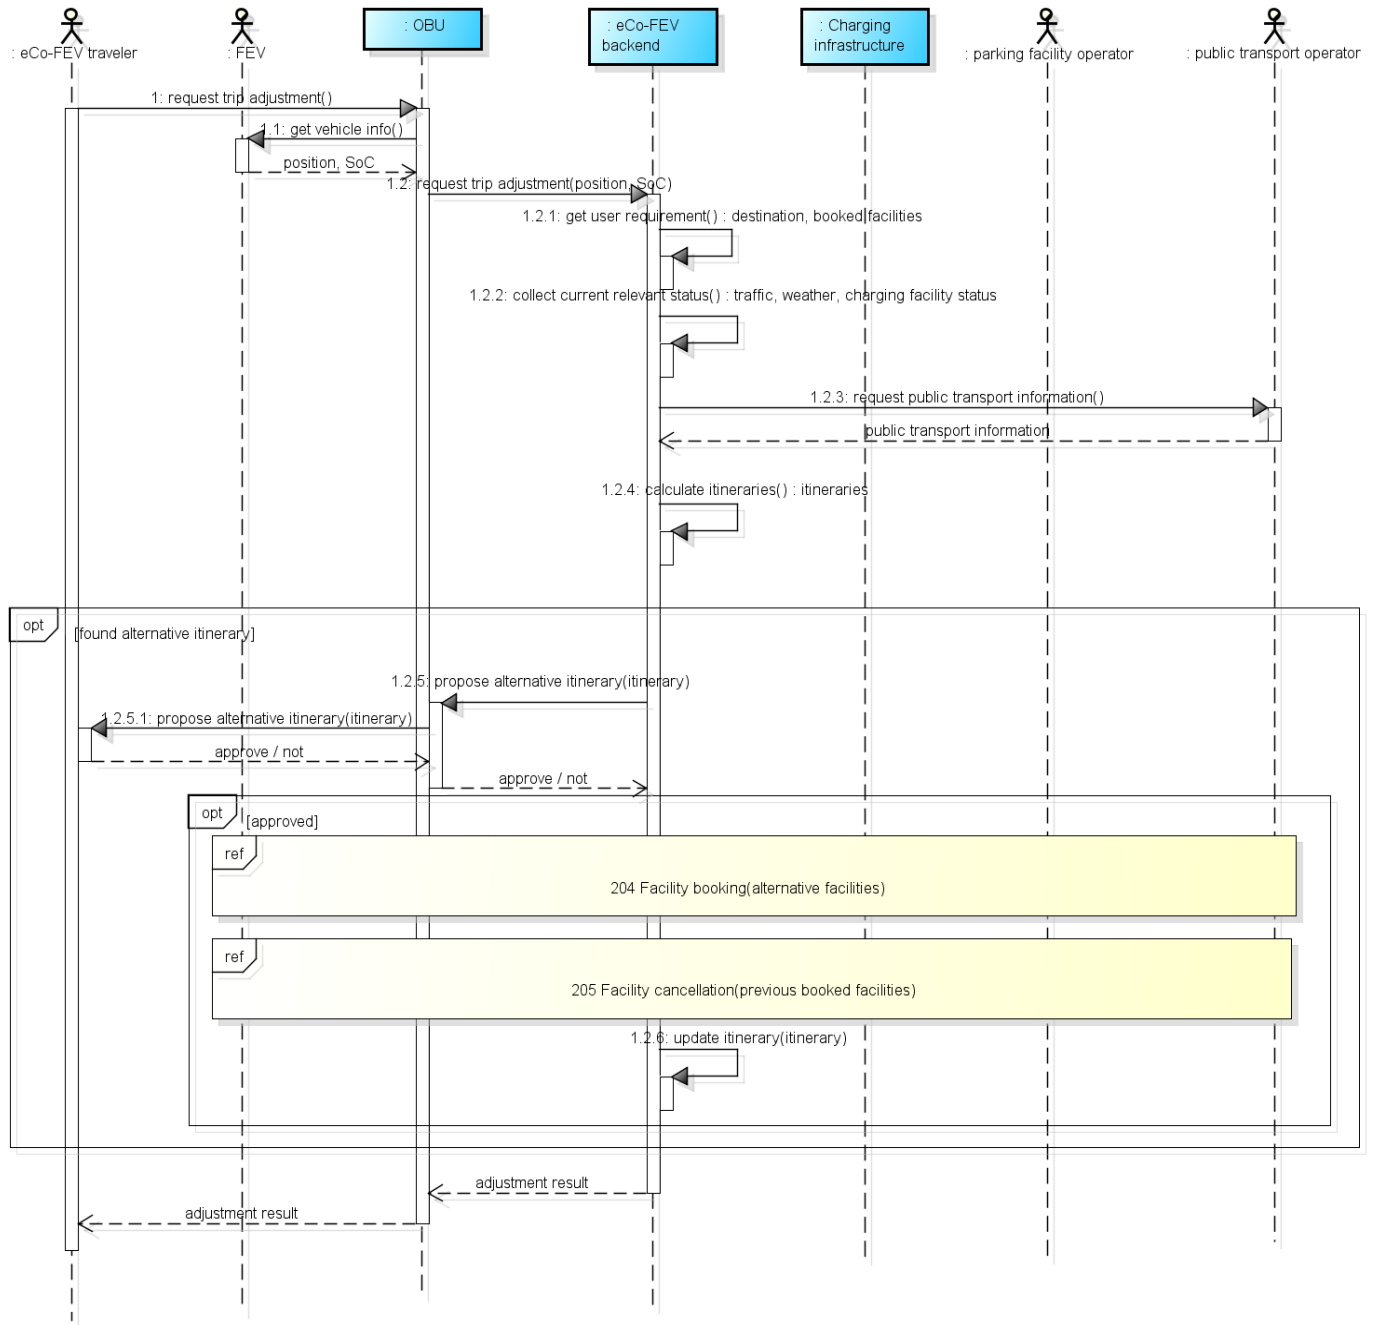 : eCo-FEV traveler
: FEV
: OBU
: eCo-FEV
backend
: Charging
infrastructure
: parking facility operator
: public transport operator
1: request trip adjustment()
1.1: get vehicle info()
position, SoC
1.2: request trip adjustment(position, SoC)
1.2.1: get user requirement() : destination, booked facilities
1.2.2: collect current relevant status() : traffic, weather, charging facility status
1.2.3: request public transport information()
public transport information
1.2.4: calculate itineraries() : itineraries
opt
[found alternative itinerary]
1.2.5: propose alternative itinerary(itinerary)
1.2.5.1: propose alternative itinerary(itinerary)
approve / not
approve / not
opt
[approved]
ref
204 Facility booking(alternative facilities)
ref
205 Facility cancellation(previous booked facilities)
1.2.6: update itinerary(itinerary)
adjustment result
adjustment result